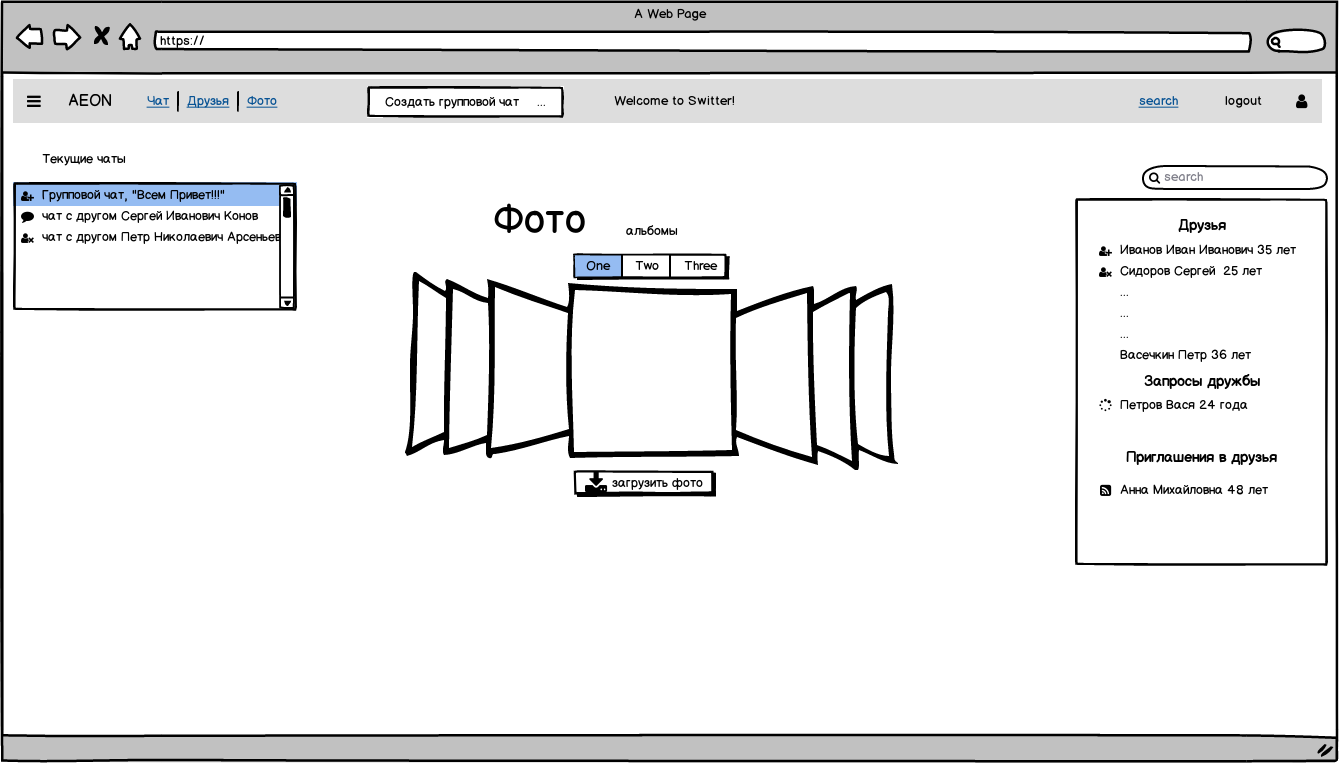 A Web Page
https://
AEON
Чат
Друзья
Фото
Создать групповой чат ...
Welcome to Switter!
search
logout
Текущие чаты
Групповой чат, "Всем Привет!!!"
чат с другом Сергей Иванович Конов
чат с другом Петр Николаевич Арсеньев
Фото
альбомы
One
Two
Three
загрузить фото
search
Друзья
Иванов Иван Иванович 35 лет
Сидоров Сергей 25 лет
...
...
...
Васечкин Петр 36 лет
Запросы дружбы
Петров Вася 24 года
Приглашения в друзья
Анна Михайловна 48 лет